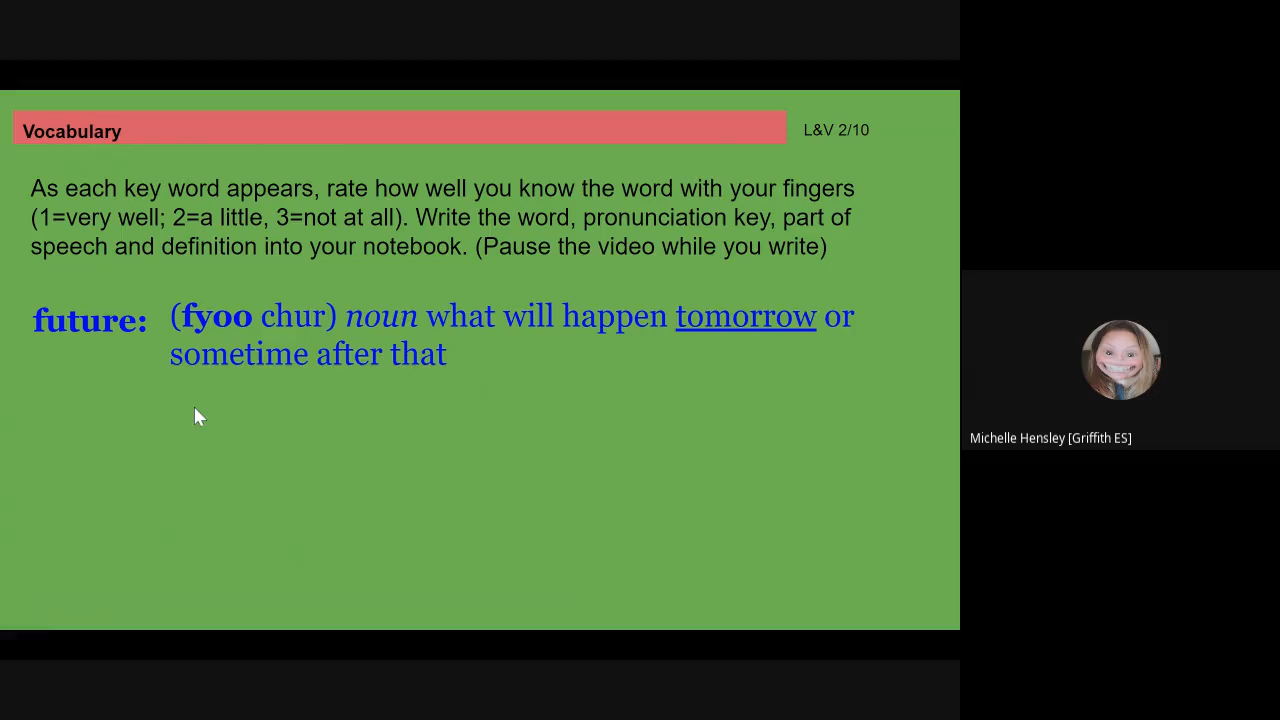 Vocabulary
L&V 2/10
As each key word appears, rate how well you know the word with your fingers
(1=very well; 2=a little, 3=not at all). Write the word, pronunciation key, part of
speech and definition into your notebook. (Pause the video while you write)
future: (fyoo chur) noun what will happen tomorrow or
sometime after that
Michelle Hensley [Griffith ES]